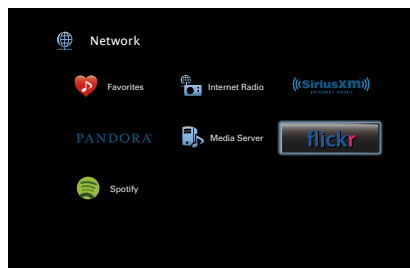 Network
Favorites
Internet Radio
((SiriusXM))
INTERNET RADIO
PANDORA
Media Server
flickr
Spotify